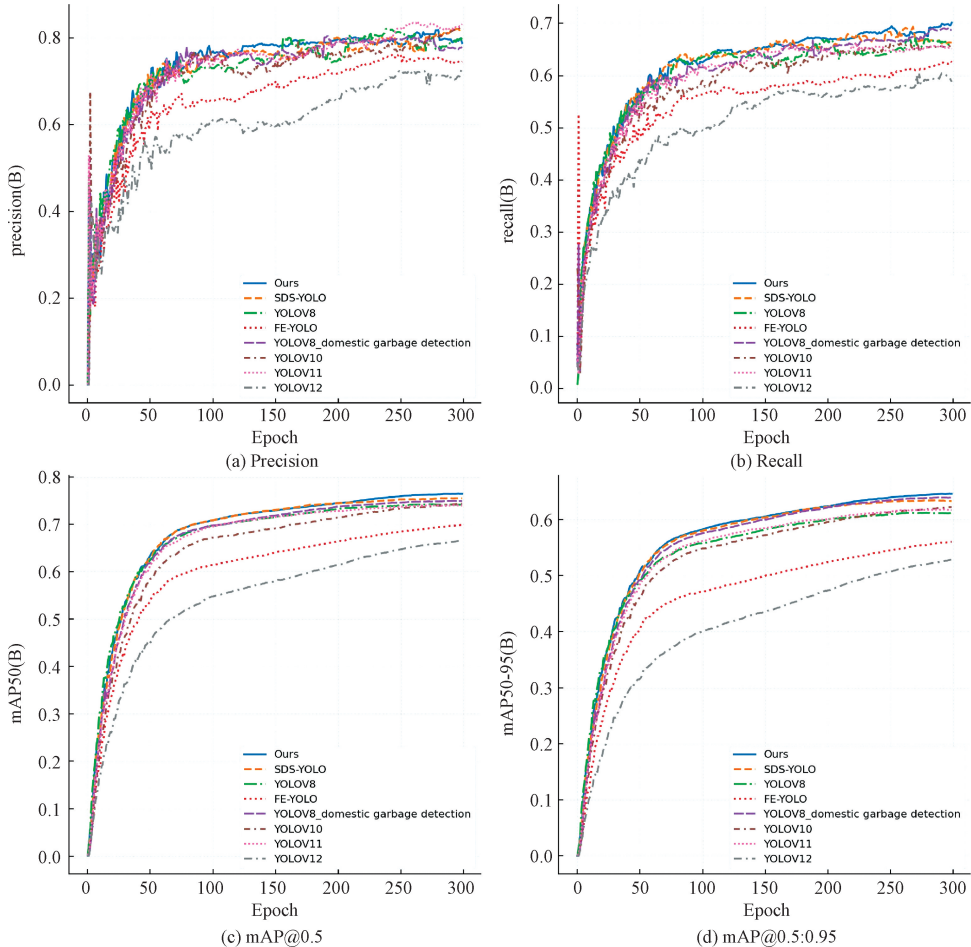 0.8
0.6
0.4
0.2
0.0
precision(B)
Ours
SDS-YOLO
YOLOV8
FE-YOLO
YOLOV8_domestic garbage detection
YOLOV10
YOLOV11
YOLOV12
0 50 100 150 200 250 300
Epoch
(a) Precision
0.7
0.6
0.5
0.4
0.3
0.2
0.1
0.0
recall(B)
Ours
SDS-YOLO
YOLOV8
FE-YOLO
YOLOV8_domestic garbage detection
YOLOV10
YOLOV11
YOLOV12
0 50 100 150 200 250 300
Epoch
(b) Recall
0.8
0.7
0.6
0.5
0.4
0.3
0.2
0.1
0.0
mAP50(B)
Ours
SDS-YOLO
YOLOV8
FE-YOLO
YOLOV8_domestic garbage detection
YOLOV10
YOLOV11
YOLOV12
0 50 100 150 200 250 300
Epoch
(c) mAP@0.5
0.6
0.5
0.4
0.3
0.2
0.1
0.0
mAP50-95(B)
Ours
SDS-YOLO
YOLOV8
FE-YOLO
YOLOV8_domestic garbage detection
YOLOV10
YOLOV11
YOLOV12
0 50 100 150 200 250 300
Epoch
(d) mAP@0.5:0.95